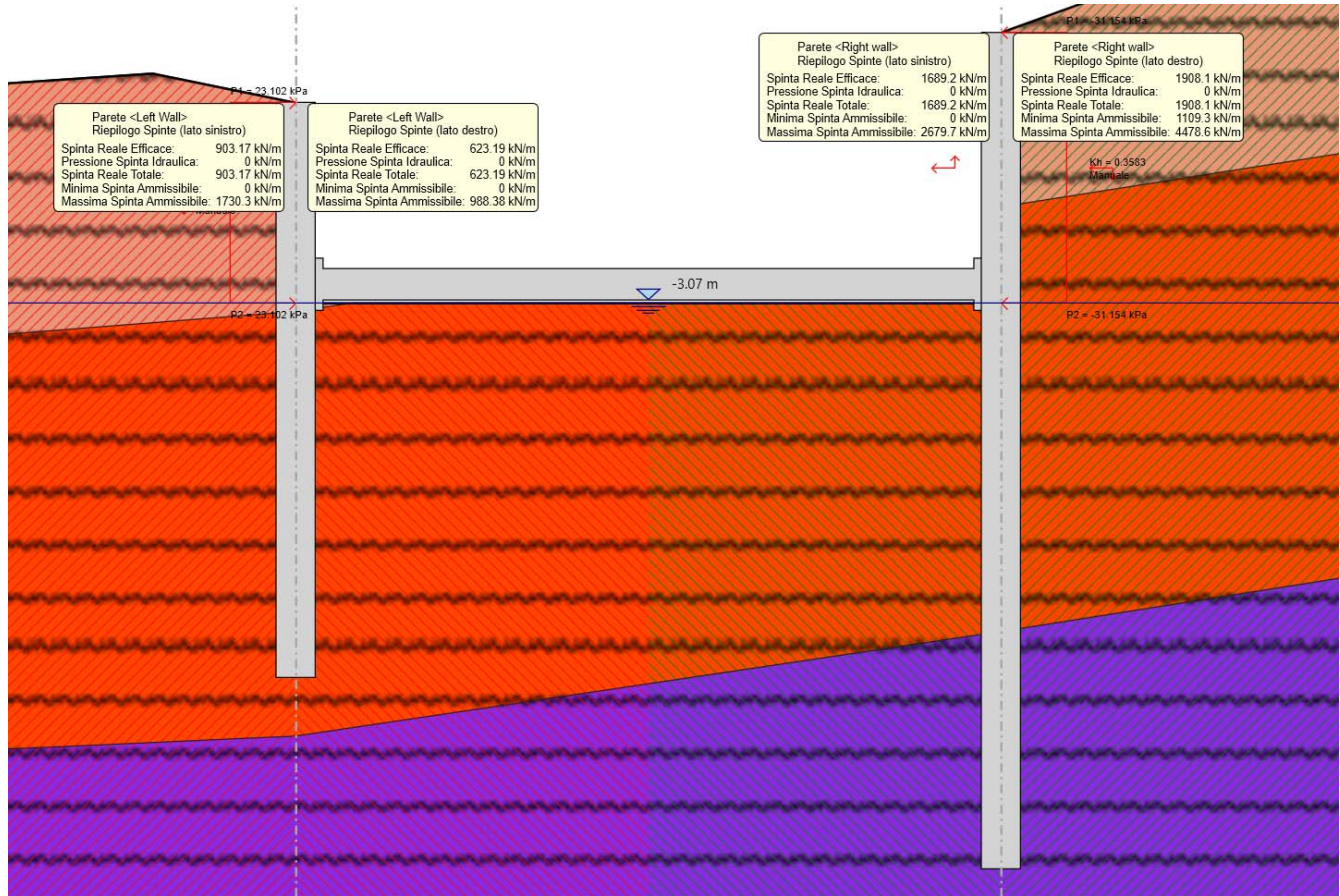 P1 = 23.102 kPa
Parete <Left Wall>
Riepilogo Spinte (lato sinistro)
Spinta Reale Efficace: 903.17 kN/m
Pressione Spinta Idraulica: 0 kN/m
Spinta Reale Totale: 903.17 kN/m
Minima Spinta Ammissibile: 0 kN/m
Massima Spinta Ammissibile: 1730.3 kN/m
Manuale
Parete <Left Wall>
Riepilogo Spinte (lato destro)
Spinta Reale Efficace: 623.19 kN/m
Pressione Spinta Idraulica: 0 kN/m
Spinta Reale Totale: 623.19 kN/m
Minima Spinta Ammissibile: 0 kN/m
Massima Spinta Ammissibile: 988.38 kN/m
Parete <Right wall>
Riepilogo Spinte (lato sinistro)
Spinta Reale Efficace: 1689.2 kN/m
Pressione Spinta Idraulica: 0 kN/m
Spinta Reale Totale: 1689.2 kN/m
Minima Spinta Ammissibile: 0 kN/m
Massima Spinta Ammissibile: 2679.7 kN/m
P1 = -31.154 kPa
Parete <Right wall>
Riepilogo Spinte (lato destro)
Spinta Reale Efficace: 1908.1 kN/m
Pressione Spinta Idraulica: 0 kN/m
Spinta Reale Totale: 1908.1 kN/m
Minima Spinta Ammissibile: 1109.3 kN/m
Massima Spinta Ammissibile: 4478.6 kN/m
Kh = 0.3583
Manuale
-3.07 m
P2 = 23.102 kPa
P2 = -31.154 kPa